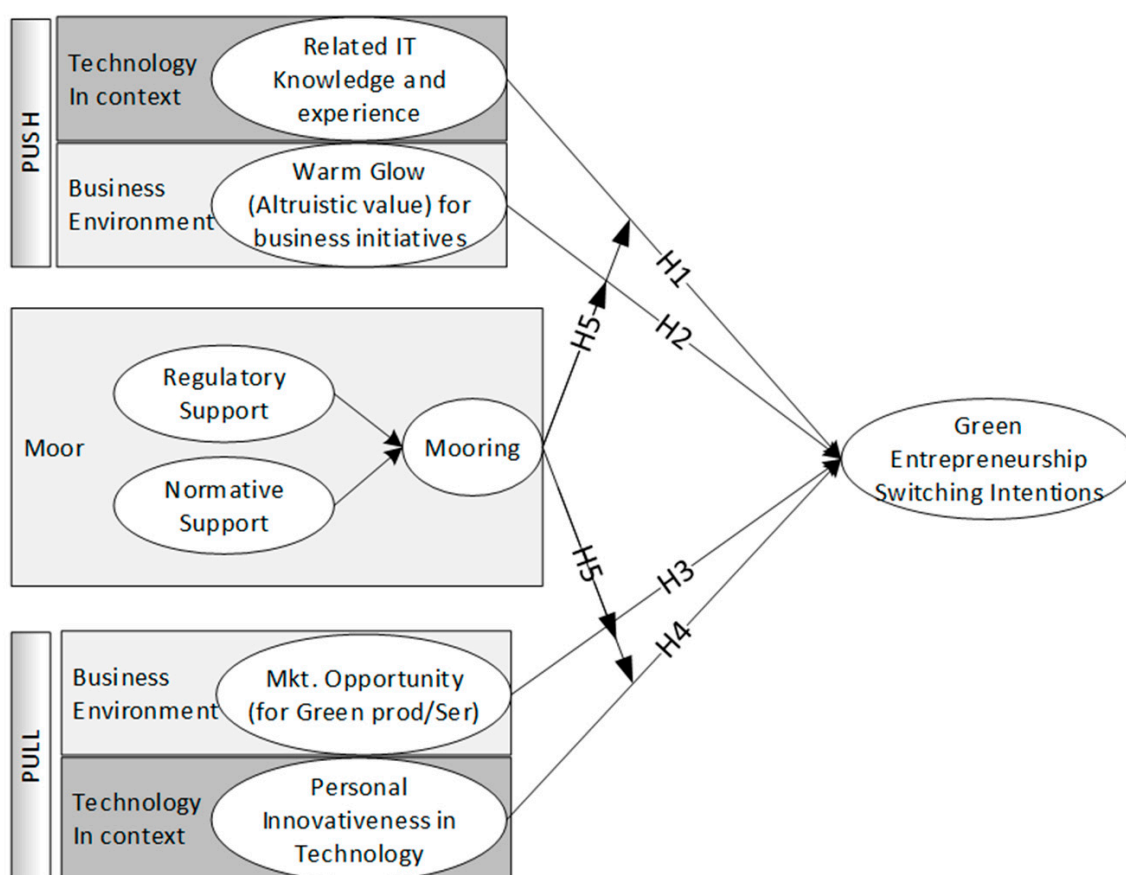 PUSH
Technology
In context
Related IT
Knowledge and
experience
Business
Environment
Warm Glow
(Altruistic value) for
business initiatives
H1
H2
H5
Moor
Regulatory
Support
Normative
Support
Mooring
Green
Entrepreneurship
Switching Intentions
H5
H3
H4
PULL
Business
Environment
Mkt. Opportunity
(for Green prod/Ser)
Technology
In context
Personal
Innovativeness in
Technology